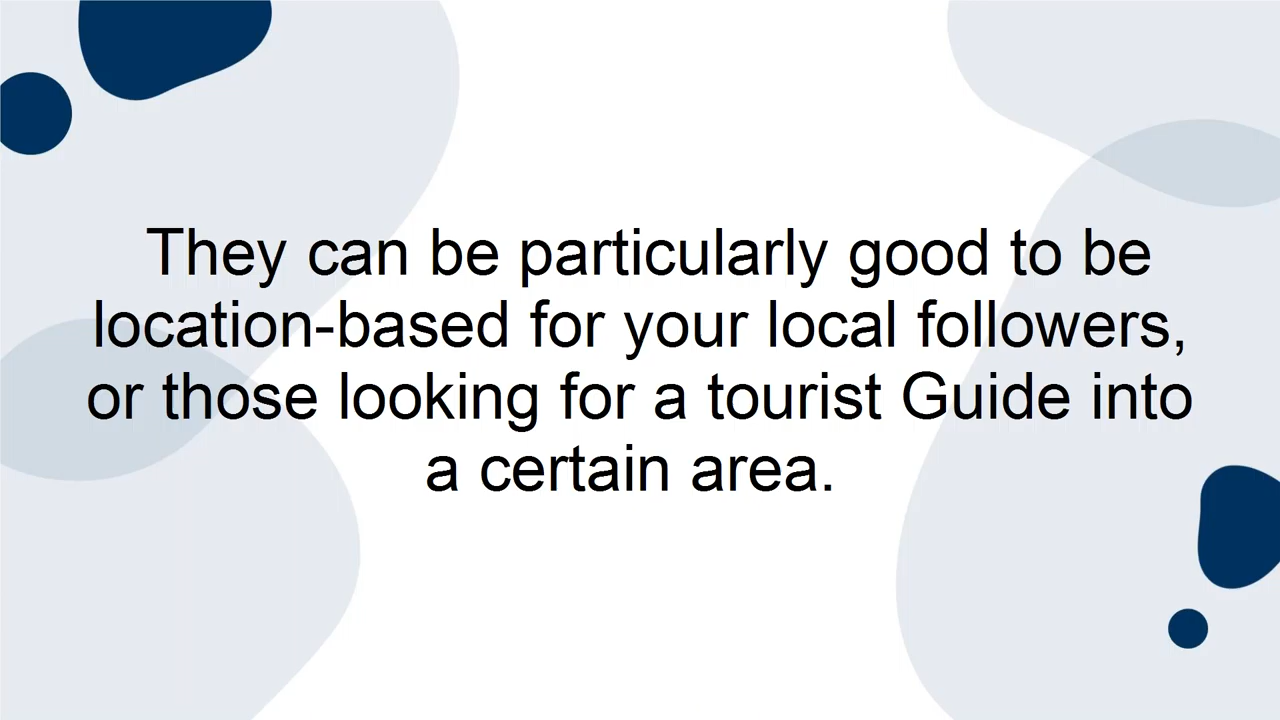 They can be particularly good to be
location-based for your local followers,
or those looking for a tourist Guide into
a certain area.